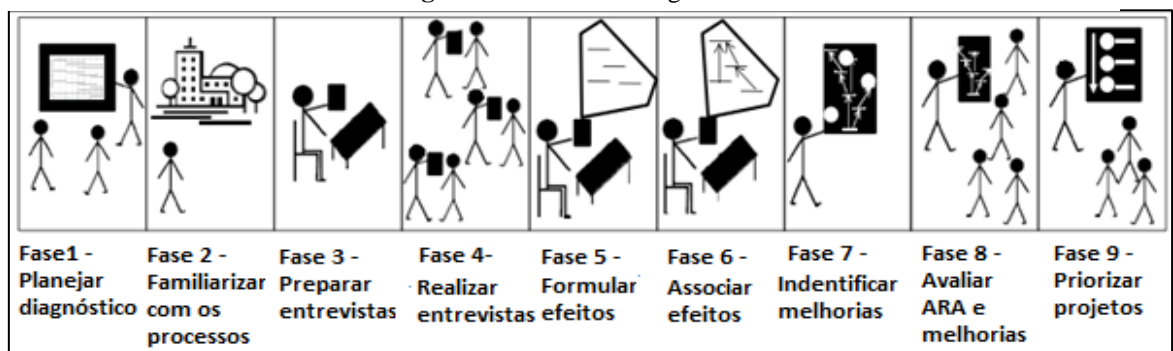 Fase1 -
Planejar
diagnóstico
Fase 2 -
Familiarizar
com os
processos
Fase 3 -
Preparar
entrevistas
Fase 4-
Realizar
entrevistas
Fase 5 -
Formular
efeitos
Fase 6 -
Associar
efeitos
Fase 7 -
Indentificar
melhorias
Fase 8 -
Avaliar
ARA e
melhorias
Fase 9 -
Priorizar
projetos